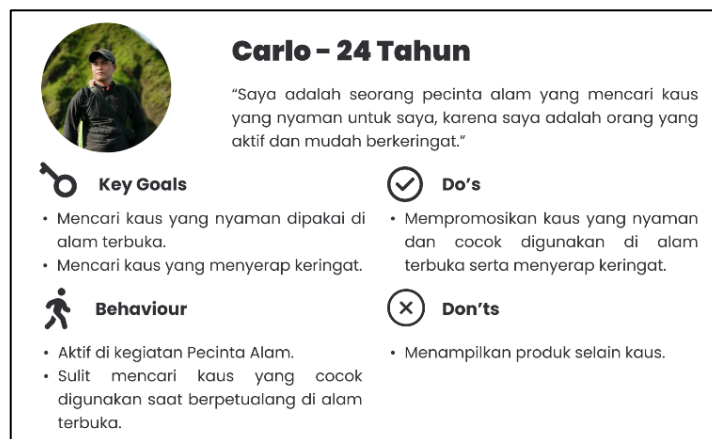 Carlo – 24 Tahun
“Saya adalah seorang pecinta alam yang mencari kaus
yang nyaman untuk saya, karena saya adalah orang yang
aktif dan mudah berkeringat.”
Key Goals
• Mencari kaus yang nyaman dipakai di
alam terbuka.
• Mencari kaus yang menyerap keringat.
Do’s
• Mempromosikan kaus yang nyaman
dan cocok digunakan di alam
terbuka serta menyerap keringat.
Behaviour
• Aktif di kegiatan Pecinta Alam.
• Sulit mencari kaus yang cocok
digunakan saat berpetualang di alam
terbuka.
Don’ts
• Menampilkan produk selain kaus.